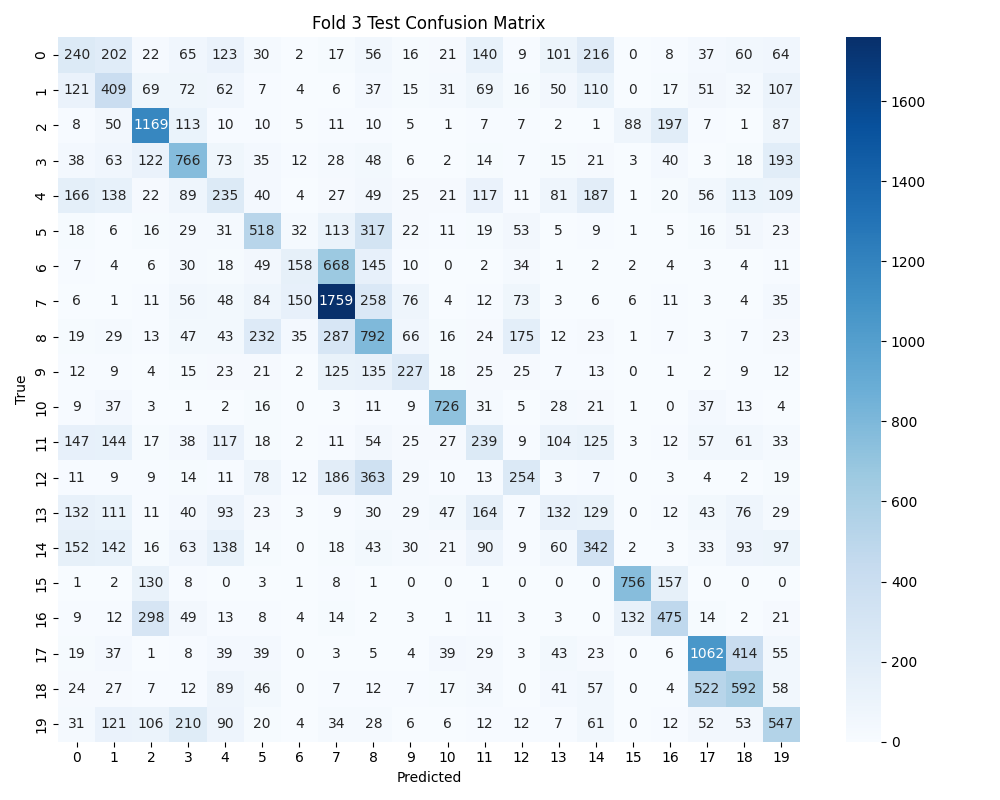 Fold 3 Test Confusion Matrix
0 240 202 22 65 123 30 2 17 56 16 21 140 9 101 216 0 8 37 60 64
1 121 409 69 72 62 7 4 6 37 15 31 69 16 50 110 0 17 51 32 107
2 8 50 1169 113 10 10 5 11 10 5 1 7 7 2 1 88 197 7 1 87
3 38 63 122 766 73 35 12 28 48 6 2 14 7 15 21 3 40 3 18 193
4 166 138 22 89 235 40 4 27 49 25 21 117 11 81 187 1 20 56 113 109
5 18 6 16 29 31 518 32 113 317 22 11 19 53 5 9 1 5 16 51 23
6 7 4 6 30 18 49 158 668 145 10 0 2 34 1 2 2 4 3 4 11
7 6 1 11 56 48 84 150 1759 258 76 4 12 73 3 6 6 11 3 4 35
8 19 29 13 47 43 232 35 287 792 66 16 24 175 12 23 1 7 3 7 23
9 12 9 4 15 23 21 2 125 135 227 18 25 25 7 13 0 1 2 9 12
10 9 37 3 1 2 16 0 3 11 9 726 31 5 28 21 1 0 37 13 4
11 147 144 17 38 117 18 2 11 54 25 27 239 9 104 125 3 12 57 61 33
12 11 9 9 14 11 78 12 186 363 29 10 13 254 3 7 0 3 4 2 19
13 132 111 11 40 93 23 3 9 30 29 47 164 7 132 129 0 12 43 76 29
14 152 142 16 63 138 14 0 18 43 30 21 90 9 60 342 2 3 33 93 97
15 1 2 130 8 0 3 1 8 1 0 0 1 0 0 0 756 157 0 0 0
16 9 12 298 49 13 8 4 14 2 3 1 11 3 3 0 132 475 14 2 21
17 19 37 1 8 39 39 0 3 5 4 39 29 3 43 23 0 6 1062 414 55
18 24 27 7 12 89 46 0 7 12 7 17 34 0 41 57 0 4 522 592 58
19 31 121 106 210 90 20 4 34 28 6 6 12 12 7 61 0 12 52 53 547
0 1 2 3 4 5 6 7 8 9 10 11 12 13 14 15 16 17 18 19
Predicted
True
1600
1400
1200
1000
800
600
400
200
0